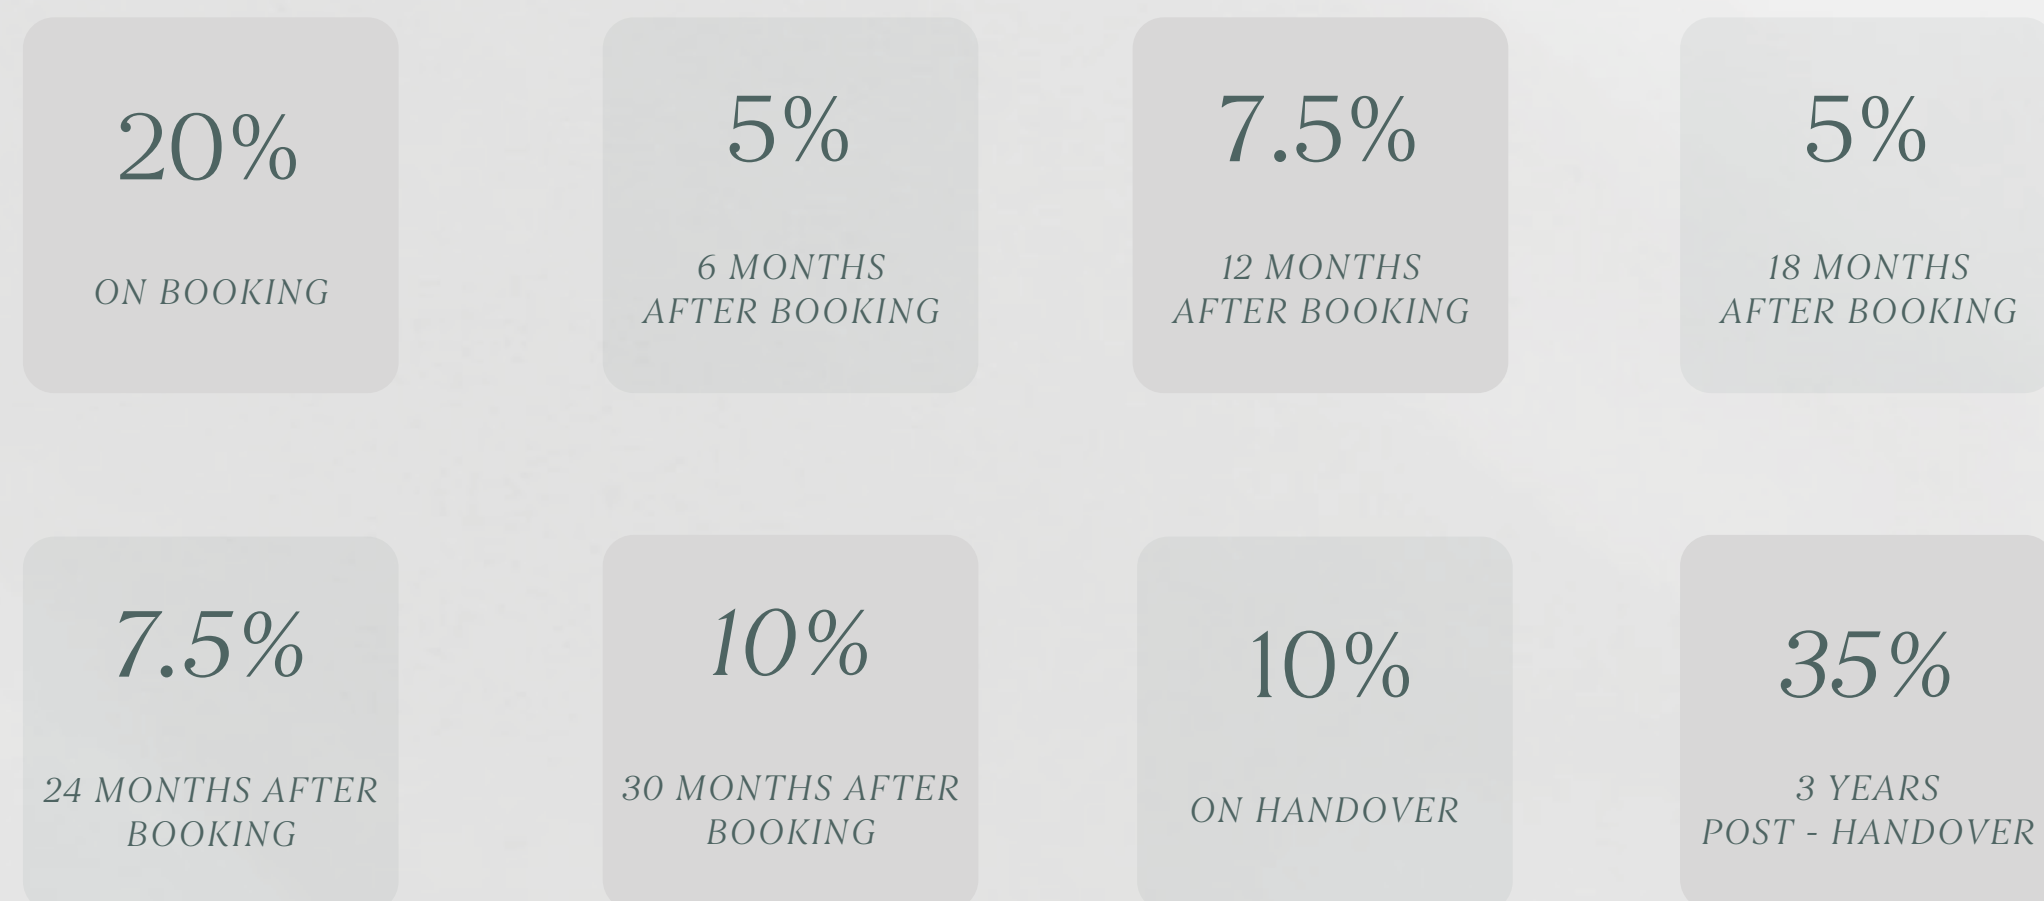 20%
ON BOOKING
5%
6 MONTHS
AFTER BOOKING
7.5%
12 MONTHS
AFTER BOOKING
5%
18 MONTHS
AFTER BOOKING
7.5%
24 MONTHS AFTER
BOOKING
10%
30 MONTHS AFTER
BOOKING
10%
ON HANDOVER
35%
3 YEARS
POST - HANDOVER